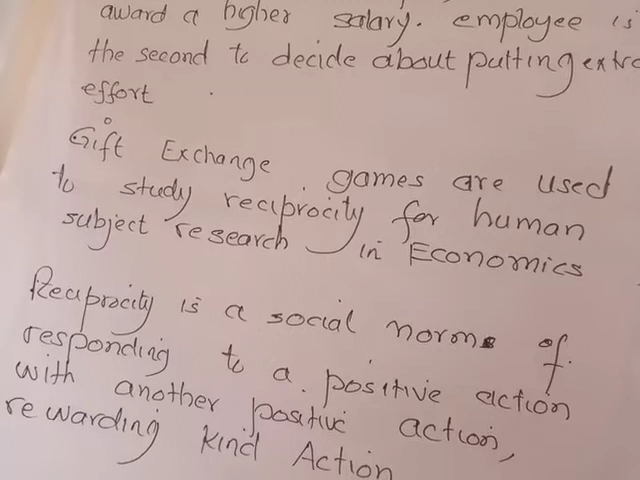 award a higher salary. employee is
the second to decide about putting extra
effort
Gift Exchange games are used
to study reciprocity for human
subject research in Economics
Reciprocity is a social norm of
responding to a positive action
with another positive action,
rewarding kind Action